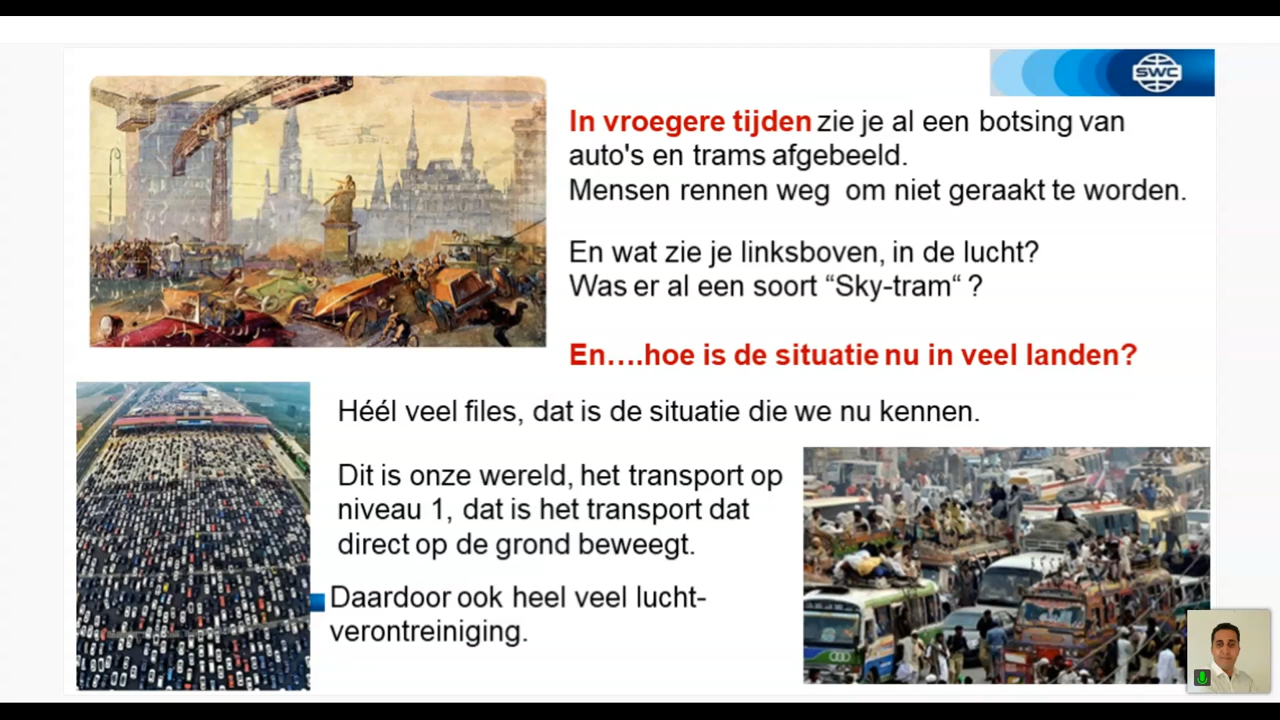 SWC
In vroegere tijden zie je al een botsing van
auto's en trams afgebeeld.
Mensen rennen weg om niet geraakt te worden.
En wat zie je linksboven, in de lucht?
Was er al een soort “Sky-tram“ ?
En….hoe is de situatie nu in veel landen?
Héél veel files, dat is de situatie die we nu kennen.
Dit is onze wereld, het transport op
niveau 1, dat is het transport dat
direct op de grond beweegt.
Daardoor ook heel veel lucht-
verontreiniging.